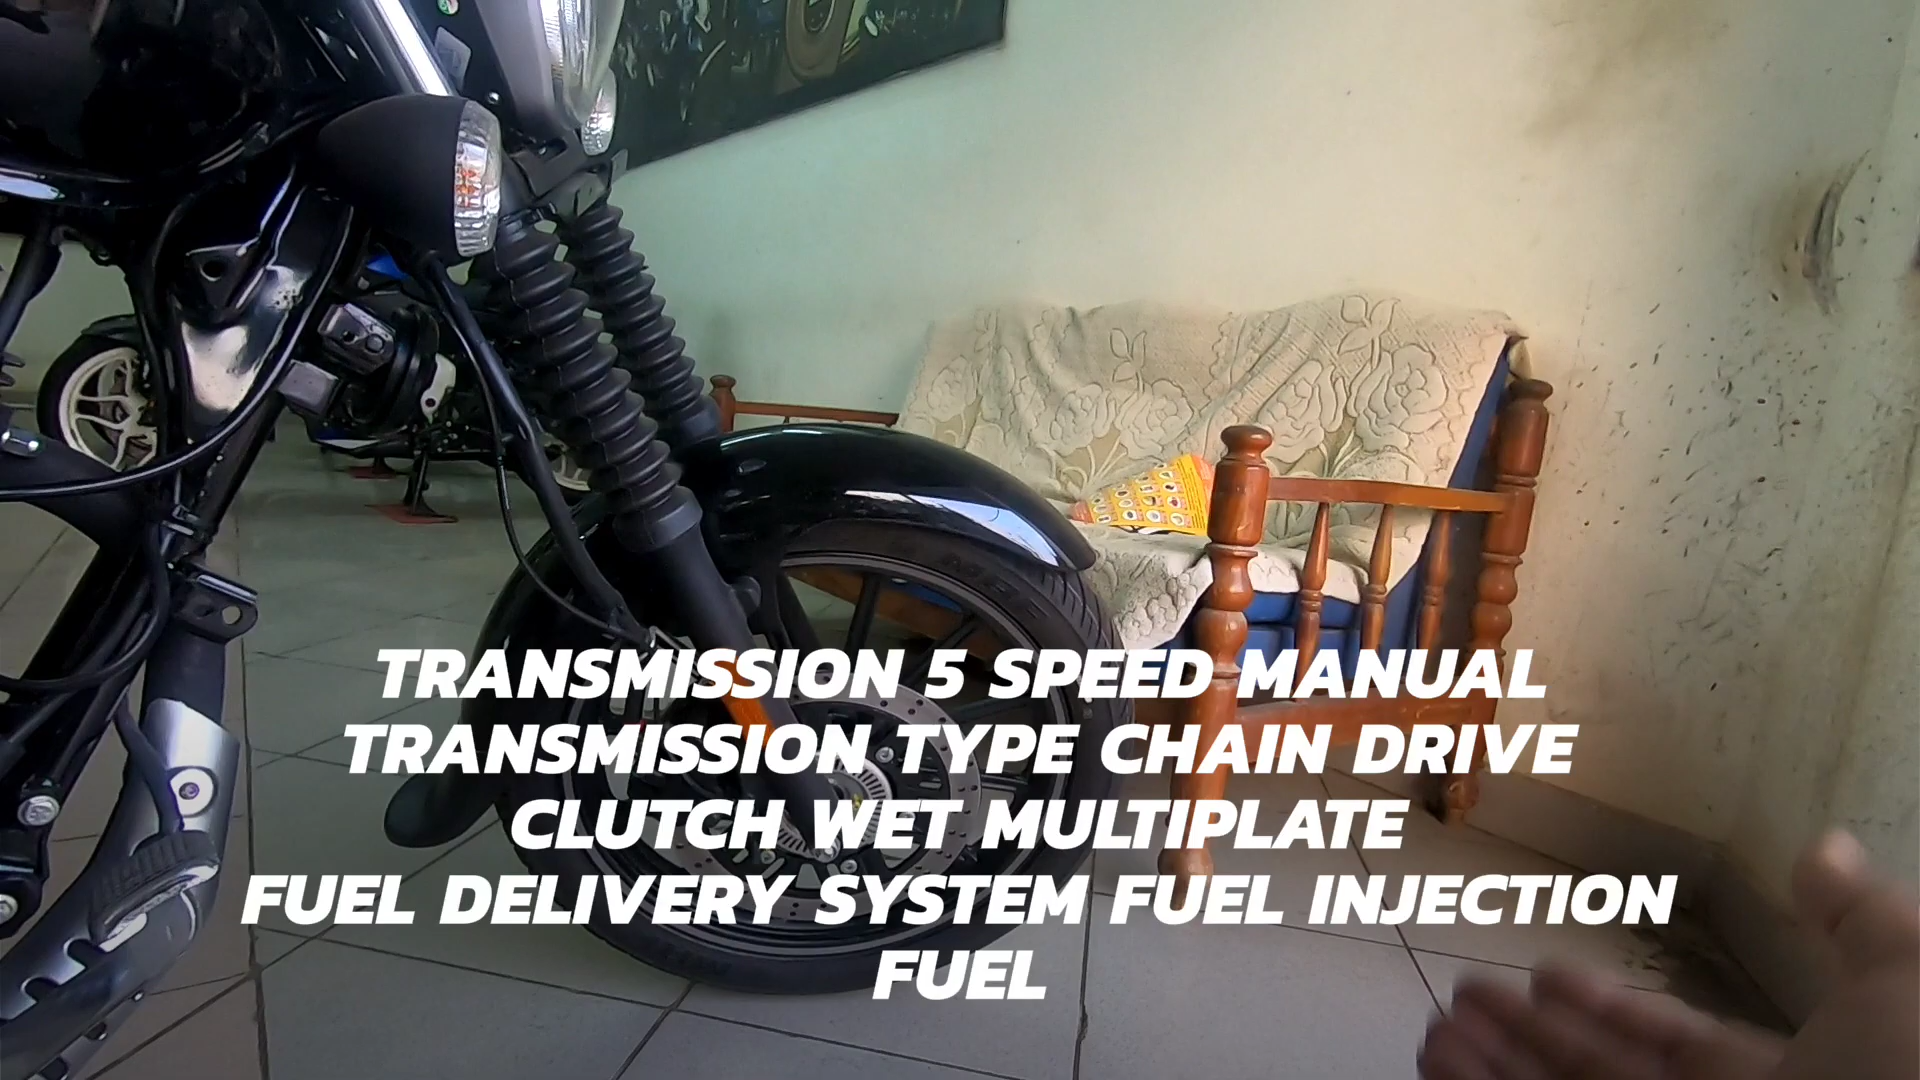 TRANSMISSION 5 SPEED MANUAL
TRANSMISSION TYPE CHAIN DRIVE
CLUTCH WET MULTIPLATE
FUEL DELIVERY SYSTEM FUEL INJECTION
FUEL